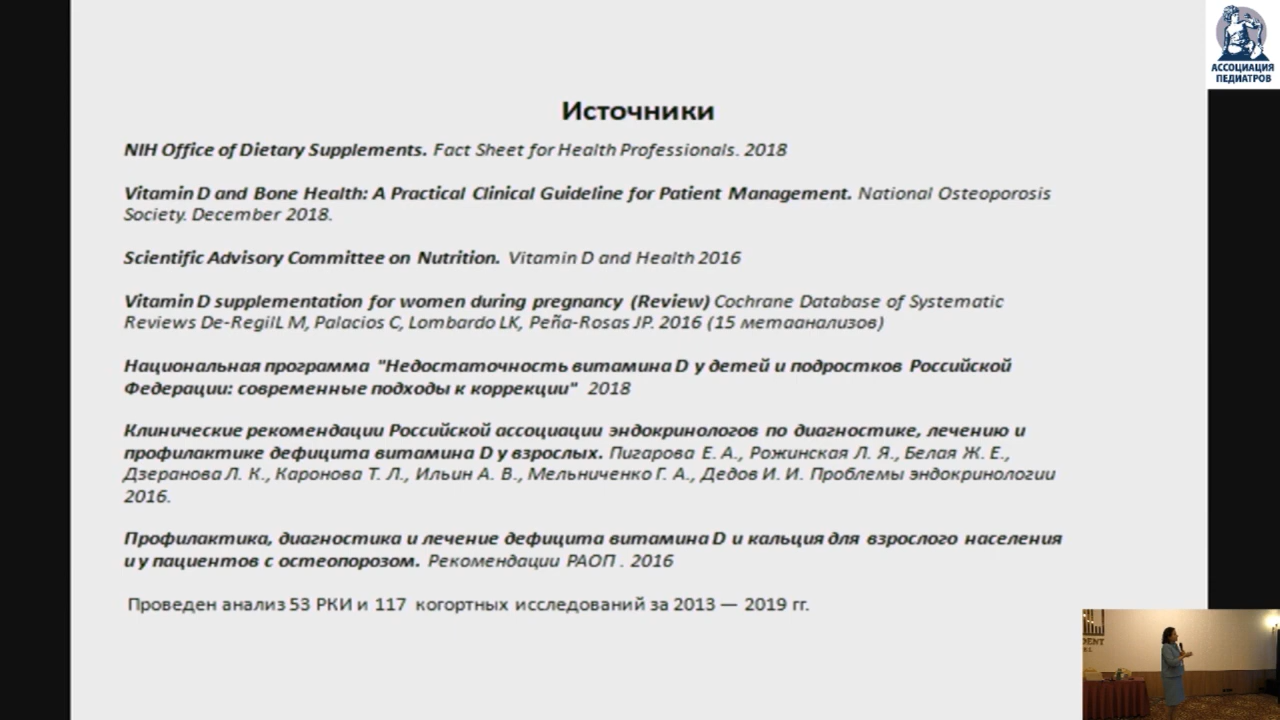 АССОЦИАЦИЯ
ПЕДИАТРОВ
Источники
NIH Office of Dietary Supplements. Fact Sheet for Health Professionals. 2018
Vitamin D and Bone Health: A Practical Clinical Guideline for Patient Management. National Osteoporosis
Society. December 2018.
Scientific Advisory Committee on Nutrition. Vitamin D and Health 2016
Vitamin D supplementation for women during pregnancy (Review) Cochrane Database of Systematic
Reviews De-RegilL M, Palacios C, Lombardo LK, Peña-Rosas JP. 2016 (15 метаанализов)
Национальная программа "Недостаточность витамина D у детей и подростков Российской
Федерации: современные подходы к коррекции" 2018
Клинические рекомендации Российской ассоциации эндокринологов по диагностике, лечению и
профилактике дефицита витамина D у взрослых. Пигарова Е. А., Рожинская Л. Я., Белая Ж. Е.,
Дзеранова Л. К., Каронова Т. Л., Ильин А. В., Мельниченко Г. А., Дедов И. И. Проблемы эндокринологии
2016.
Профилактика, диагностика и лечение дефицита витамина D и кальция для взрослого населения
и у пациентов с остеопорозом. Рекомендации РАОП . 2016
Проведен анализ 53 РКИ и 117 когортных исследований за 2013 — 2019 гг.